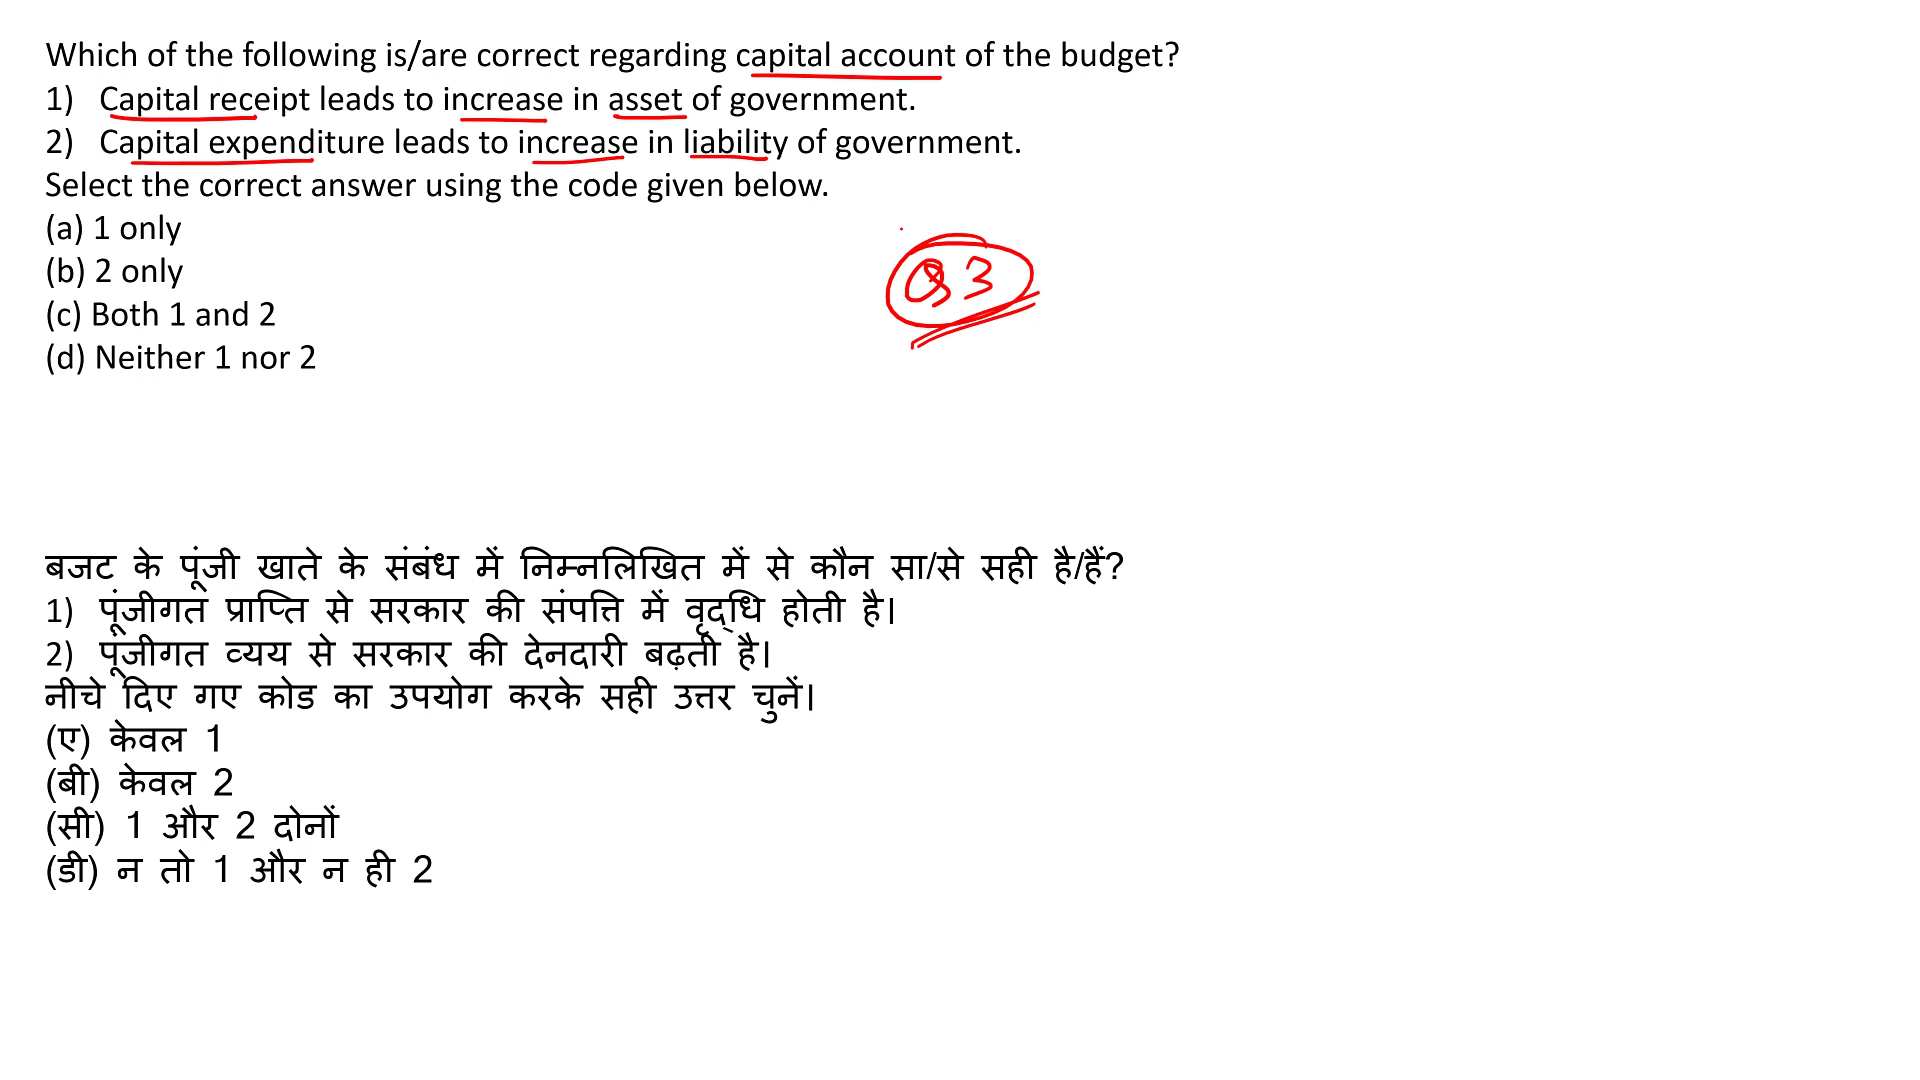 Which of the following is/are correct regarding capital account of the budget?
1) Capital receipt leads to increase in asset of government.
2) Capital expenditure leads to increase in liability of government.
Select the correct answer using the code given below.
(a) 1 only
(b) 2 only
Q3
(c) Both 1 and 2
(d) Neither 1 nor 2
बजट के पूंजी खाते के संबंध में निम्नलिखित में से कौन सा/से सही है/हैं?
1) पूंजीगत प्राप्ति से सरकार की संपत्ति में वृद्धि होती है।
2) पूंजीगत व्यय से सरकार की देनदारी बढ़ती है।
नीचे दिए गए कोड का उपयोग करके सही उत्तर चुनें।
(ए) केवल 1
(बी) केवल 2
(सी) 1 और 2 दोनों
(डी) न तो 1 और न ही 2